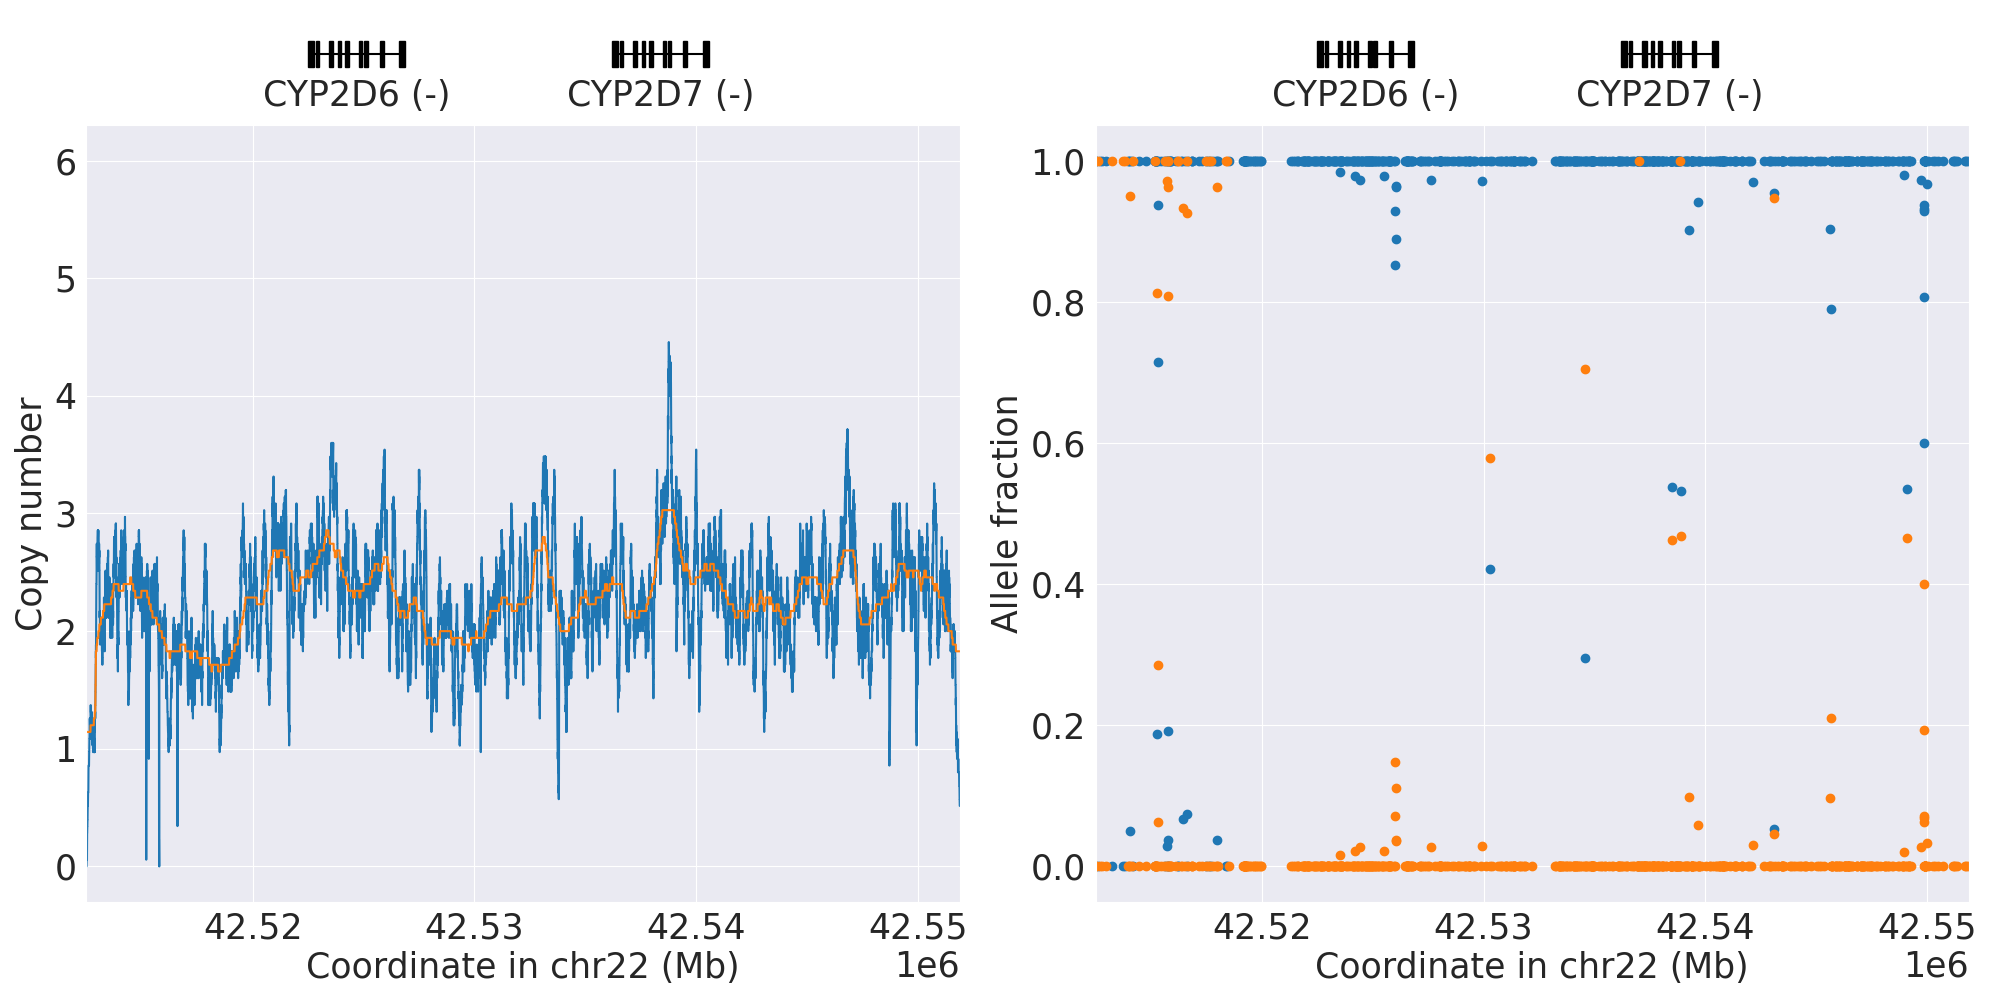 CYP2D6 (-) CYP2D7 (-)
6
5
4
3
2
1
0
Copy number
42.52 42.53 42.54 42.55
Coordinate in chr22 (Mb) 1e6
CYP2D6 (-) CYP2D7 (-)
1.0
0.8
0.6
0.4
0.2
0.0
Allele fraction
42.52 42.53 42.54 42.55
Coordinate in chr22 (Mb) 1e6